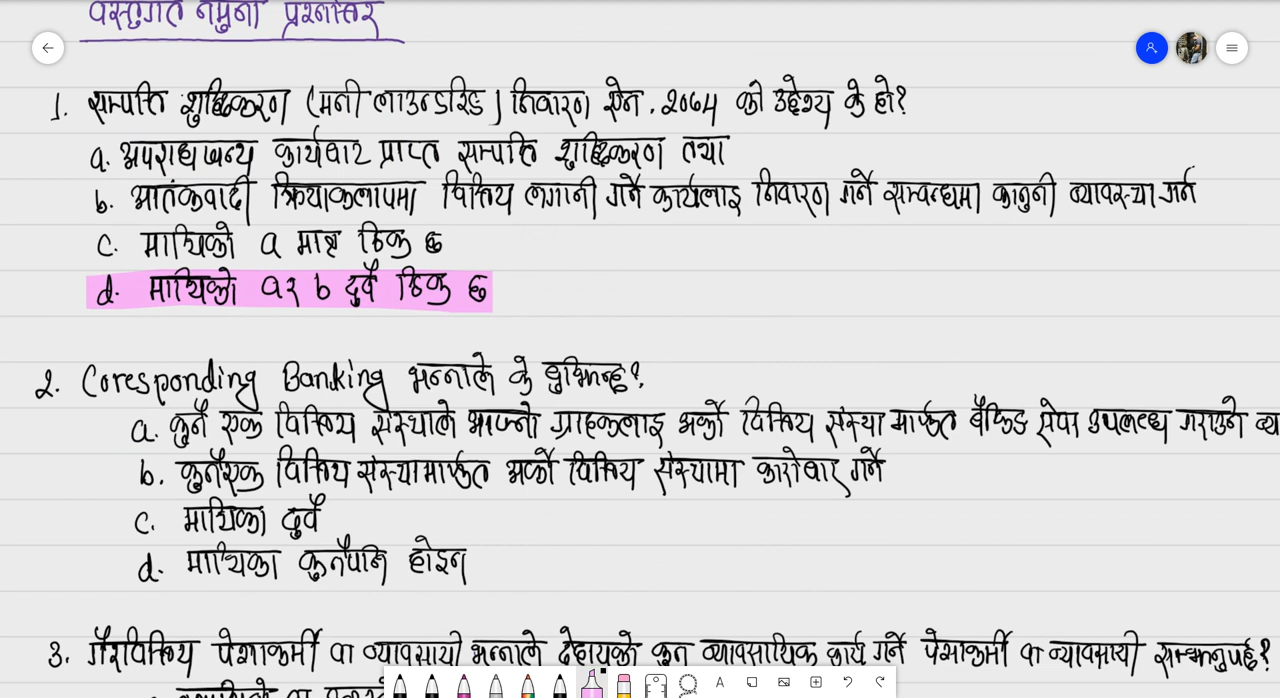 वस्तुगत नमुना प्रश्नोत्तर
1. सम्पत्ति शुद्धिकरण (मनी लाउन्डरिङ) निवारण ऐन, २०६४ को उद्देश्य के हो?
a. अपराधजन्य कार्यबाट प्राप्त सम्पत्ति शुद्धिकरण तथा
b. आतंकवादी क्रियाकलापमा वित्तिय लगानी गर्ने कार्यलाइ निवारण गर्ने सम्बन्धमा कानुनी व्यावस्था गर्न
c. माथिको a मात्र ठिक छ
d. माथिको a र b दुवै ठिक छ
2. Coresponding Banking भन्नाले के बुझिन्छ?
a. कुनै एक वित्तिय संस्थाले आफ्नो ग्राहकलाइ अर्को वित्तिय संस्था मार्फत बैंकिङ सेवा उपलब्ध गराउने
b. कुनैएक वित्तिय संस्थामार्फत अर्को वित्तिय संस्थामा कारोबार गर्ने
c. माथिका दुवै
d. माथिका कुनैपनि होइन
3. गैरवित्तिय पेशाकर्मी वा व्यावसायी भन्नाले देहायको कुन व्यावसायिक कार्य गर्ने पेशाकर्मी वा व्यावसायी सम्झनुपर्छ?